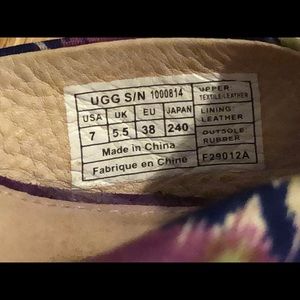 UGG S/N 1000814
USA UK EU JAPAN
7 5.5 38 240
Made in China
Fabrique en Chine
UPPER
TEXTILE-LEATHER
LINING
LEATHER
OUTSOLE
RUBBER
F29012A